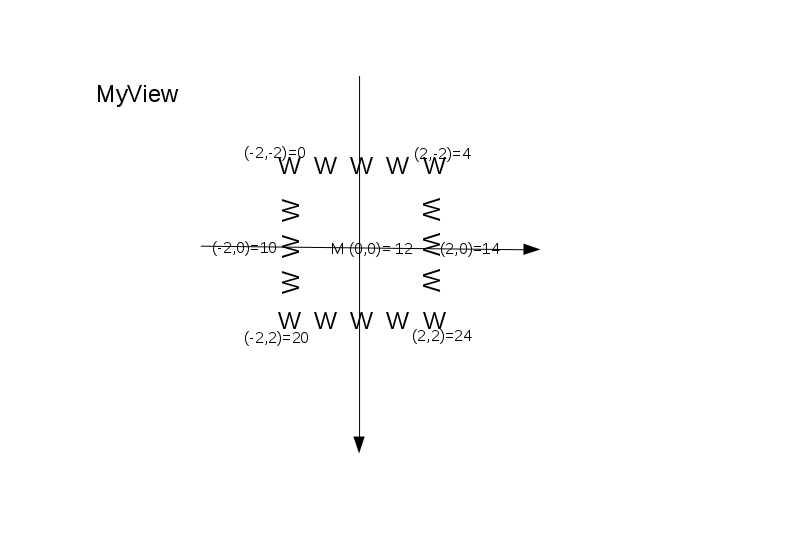 MyView
(-2,-2)=0 (2,-2)=4
W W W W W
W W
(-2,0)=10 W M (0,0)=12 W (2,0)=14
W W
W W W W W
(-2,2)=20 (2,2)=24